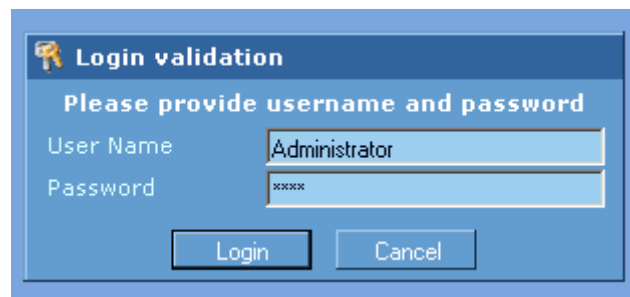 Login validation
Please provide username and password
User Name Administrator
Password ****
Login Cancel